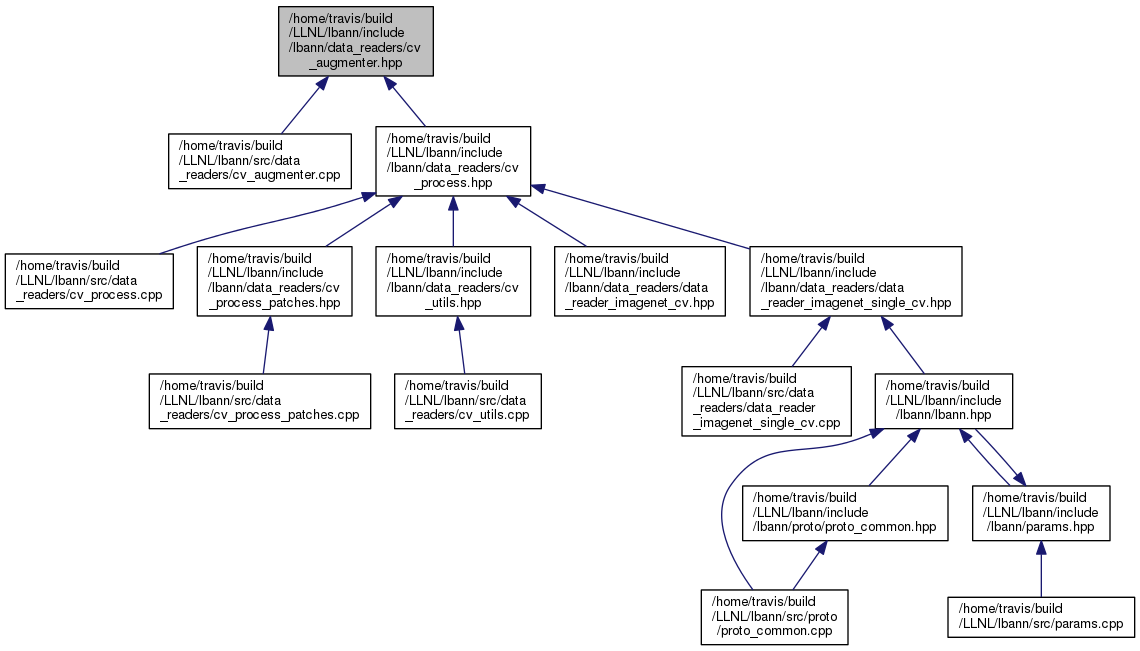 /home/travis/build
/LLNL/lbann/include
/lbann/data_readers/cv
_augmenter.hpp
/home/travis/build
/LLNL/lbann/src/data
_readers/cv_augmenter.cpp
/home/travis/build
/LLNL/lbann/include
/lbann/data_readers/cv
_process.hpp
/home/travis/build
/LLNL/lbann/src/data
_readers/cv_process.cpp
/home/travis/build
/LLNL/lbann/include
/lbann/data_readers/cv
_process_patches.hpp
/home/travis/build
/LLNL/lbann/include
/lbann/data_readers/cv
_utils.hpp
/home/travis/build
/LLNL/lbann/include
/lbann/data_readers/data
_reader_imagenet_cv.hpp
/home/travis/build
/LLNL/lbann/include
/lbann/data_readers/data
_reader_imagenet_single_cv.hpp
/home/travis/build
/LLNL/lbann/src/data
_readers/cv_process_patches.cpp
/home/travis/build
/LLNL/lbann/src/data
_readers/cv_utils.cpp
/home/travis/build
/LLNL/lbann/src/data
_readers/data_reader
_imagenet_single_cv.cpp
/home/travis/build
/LLNL/lbann/include
/lbann/lbann.hpp
/home/travis/build
/LLNL/lbann/include
/lbann/proto/proto_common.hpp
/home/travis/build
/LLNL/lbann/include
/lbann/params.hpp
/home/travis/build
/LLNL/lbann/src/proto
/proto_common.cpp
/home/travis/build
/LLNL/lbann/src/params.cpp